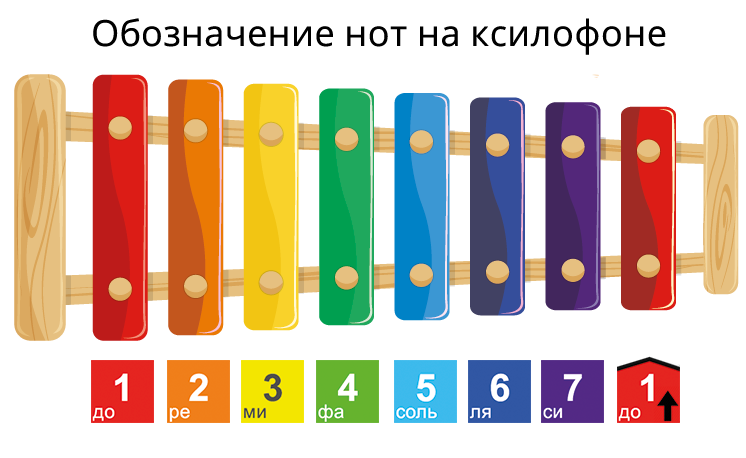 Обозначение нот на ксилофоне
1 2 3 4 5 6 7 1
до ре ми фа соль ля си до